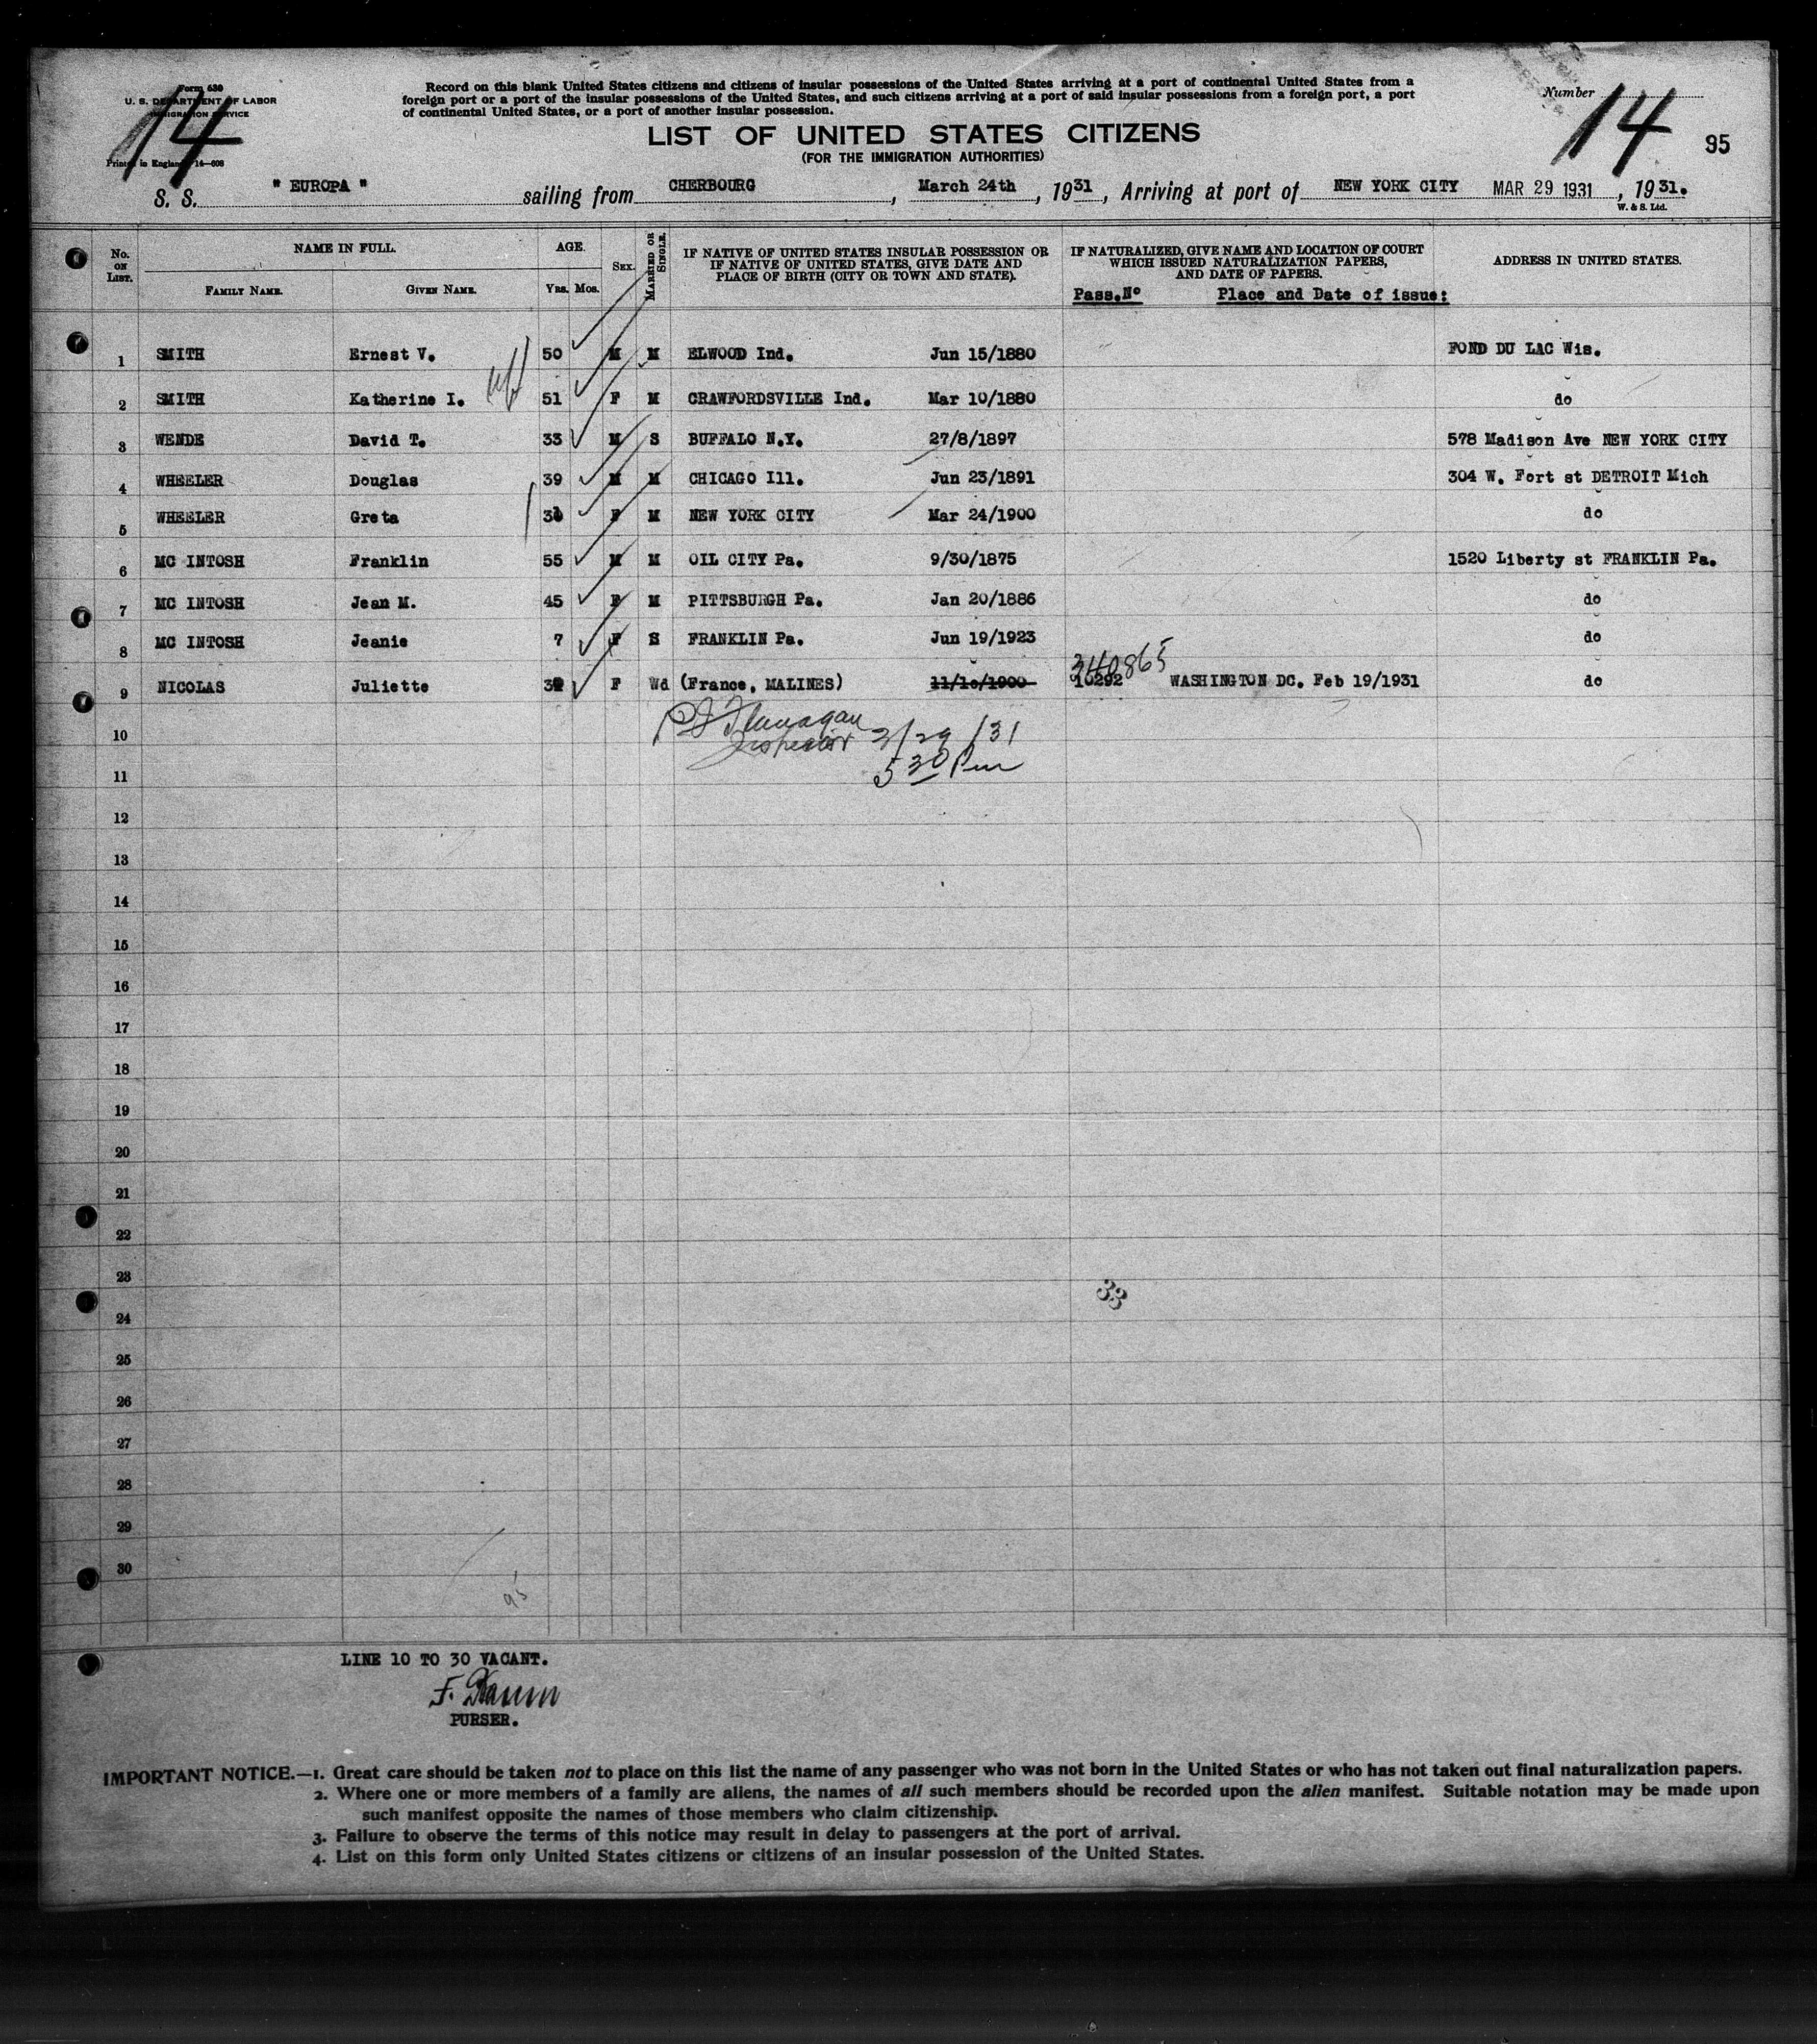 Form 630
U. S. DEPARTMENT OF LABOR
IMMIGRATION SERVICE
Printed in England 14—608
14
Record on this blank United States citizens and citizens of insular possessions of the United States arriving at a port of continental United States from a
foreign port or a port of the insular possessions of the United States, and such citizens arriving at a port of said insular possessions from a foreign port, a port
of continental United States, or a port of another insular possession.
Number 14
95
LIST OF UNITED STATES CITIZENS
(FOR THE IMMIGRATION AUTHORITIES)
S. S. " EUROPA " sailing from CHERBOURG, March 24th, 1931, Arriving at port of NEW YORK CITY MAR 29 1931, 1931.
W. & S. Ltd.
No. ON LIST. NAME IN FULL. FAMILY NAME. GIVEN NAME. AGE. YRS. MOS. SEX. MARRIED OR SINGLE. IF NATIVE OF UNITED STATES INSULAR POSSESSION OR IF NATIVE OF UNITED STATES, GIVE DATE AND PLACE OF BIRTH (CITY OR TOWN AND STATE). IF NATURALIZED, GIVE NAME AND LOCATION OF COURT WHICH ISSUED NATURALIZATION PAPERS, AND DATE OF PAPERS. ADDRESS IN UNITED STATES.
Pass.No Place and Date of issue:
1 SMITH Ernest V. 50 M M ELWOOD Ind. Jun 15/1880 FOND DU LAC Wis.
2 SMITH Katherine I. 51 F M CRAWFORDSVILLE Ind. Mar 10/1880 do
3 WENDE David T. 33 M S BUFFALO N.Y. 27/8/1897 578 Madison Ave NEW YORK CITY
4 WHEELER Douglas 39 M M CHICAGO Ill. Jun 23/1891 304 W. Fort st DETROIT Mich
5 WHEELER Greta F M NEW YORK CITY Mar 24/1900 do
6 MC INTOSH Franklin 55 M M OIL CITY Pa. 9/30/1875 1520 Liberty st FRANKLIN Pa.
7 MC INTOSH Jean M. 45 F M PITTSBURGH Pa. Jan 20/1886 do
8 MC INTOSH Jeanie 7 F S FRANKLIN Pa. Jun 19/1923 do
340865
9 NICOLAS Juliette F Wd (France, MALINES) 11/10/1900 10292 WASHINGTON DC. Feb 19/1931 do
Flanagan
10 Inspector 3/29/31
11 5 30 Pm
12
13
14
15
16
17
18
19
20
21
22
23
33
24
25
26
27
28
29
30
95
LINE 10 TO 30 VACANT.
PURSER.
IMPORTANT NOTICE.—1. Great care should be taken not to place on this list the name of any passenger who was not born in the United States or who has not taken out final naturalization papers.
2. Where one or more members of a family are aliens, the names of all such members should be recorded upon the alien manifest. Suitable notation may be made upon
such manifest opposite the names of those members who claim citizenship.
3. Failure to observe the terms of this notice may result in delay to passengers at the port of arrival.
4. List on this form only United States citizens or citizens of an insular possession of the United States.